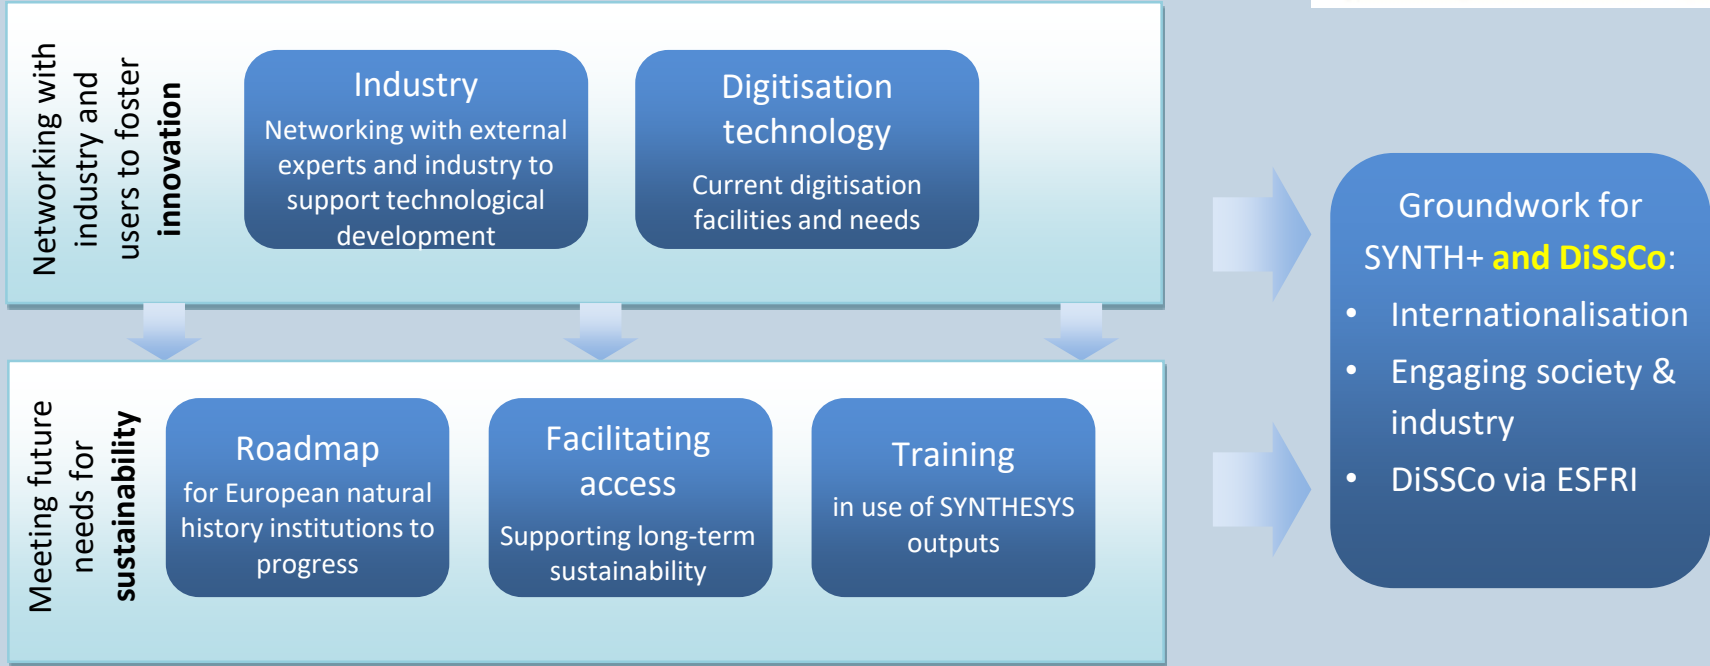 Networking with
industry and
users to foster
innovation
Industry
Networking with external
experts and industry to
support technological
development
Digitisation
technology
Current digitisation
facilities and needs
Meeting future
needs for
sustainability
Roadmap
for European natural
history institutions to
progress
Facilitating
access
Supporting long-term
sustainability
Training
in use of SYNTHESYS
outputs
Groundwork for
SYNTH+ and DiSSCo:
• Internationalisation
• Engaging society &
industry
• DiSSCo via ESFRI